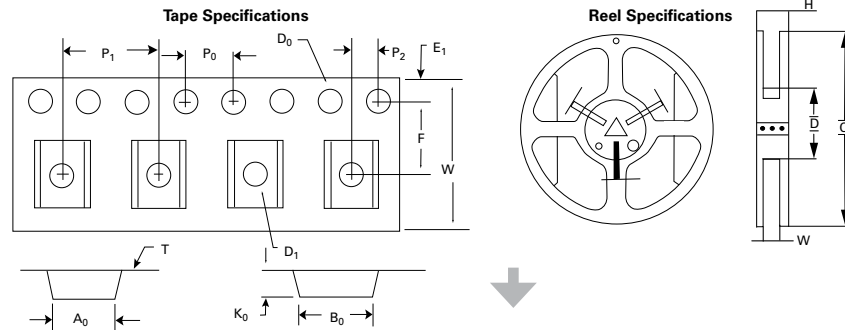 Tape Specifications
Reel Specifications
H
P1
P0
D0
P2
E1
F
W
D
C
W
D1
T
A0
K0
B0